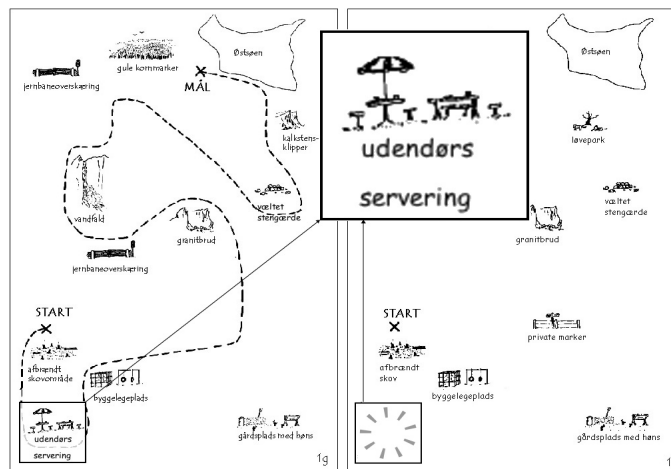 Østsøen
gule kornmarker
jernbaneoverskæring
MÅL
kalkstens-
klipper
vandfald
væltet
stengærde
granitbrud
jernbaneoverskæring
START
afbrændt
skovområde
byggelegeplads
udendørs
servering
gårdsplads med høns
1g
Østsøen
løvepark
væltet
stengærde
granitbrud
START
private marker
afbrændt
skov
byggelegeplads
gårdsplads med høns
1
udendørs
servering